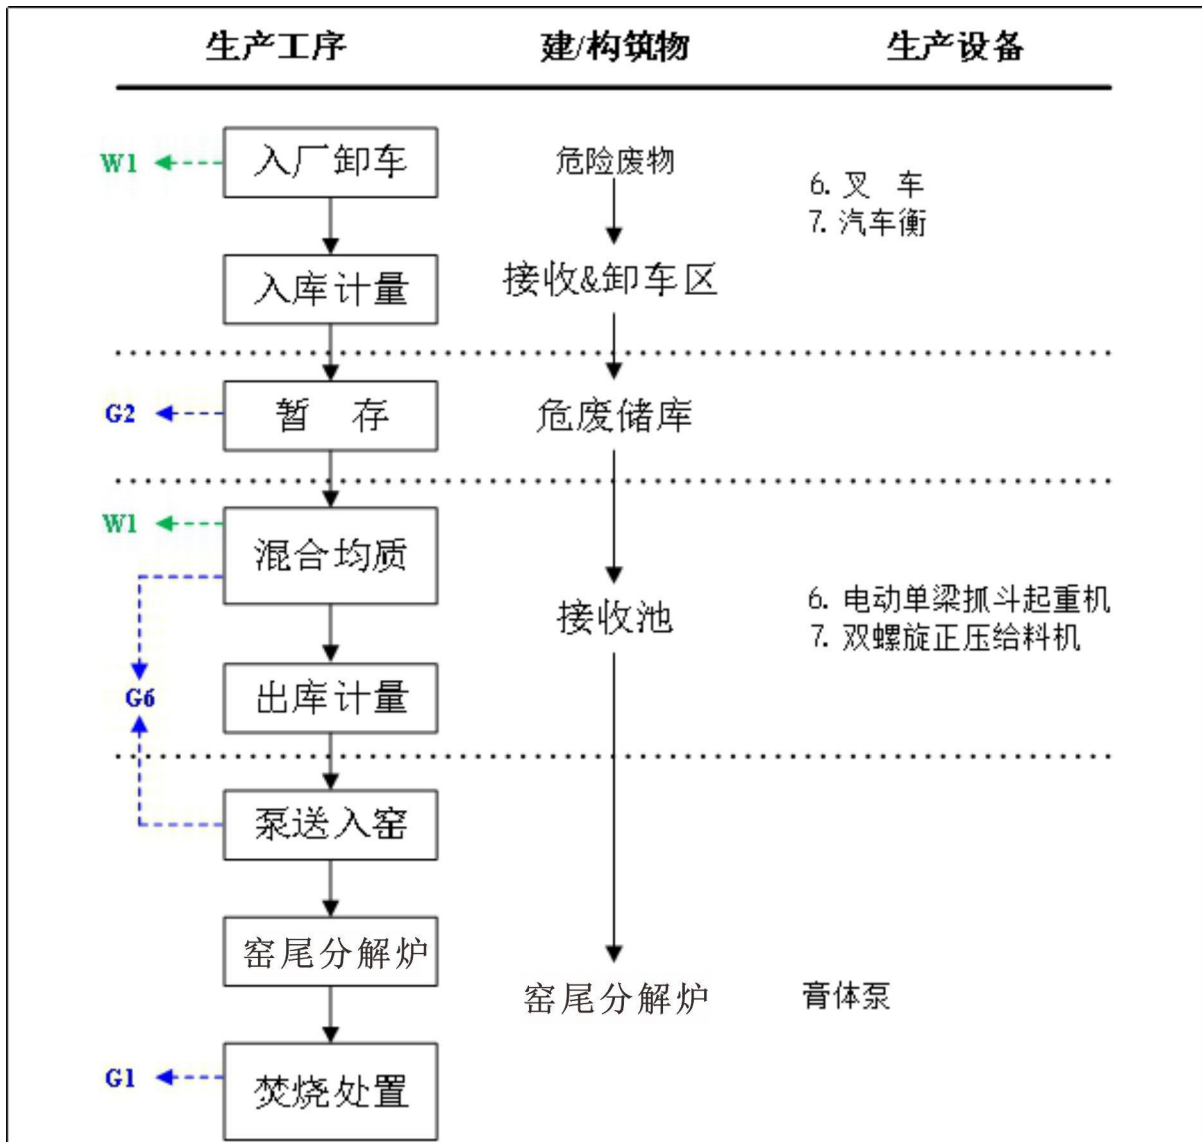 生产工序 建/构筑物 生产设备
W1 入厂卸车 危险废物 6. 叉 车
7. 汽车衡
入库计量 接收&卸车区
G2 暂 存 危废储库
W1 混合均质
接收池 6. 电动单梁抓斗起重机
7. 双螺旋正压给料机
G6 出库计量
泵送入窑
窑尾分解炉
窑尾分解炉 膏体泵
G1 焚烧处置